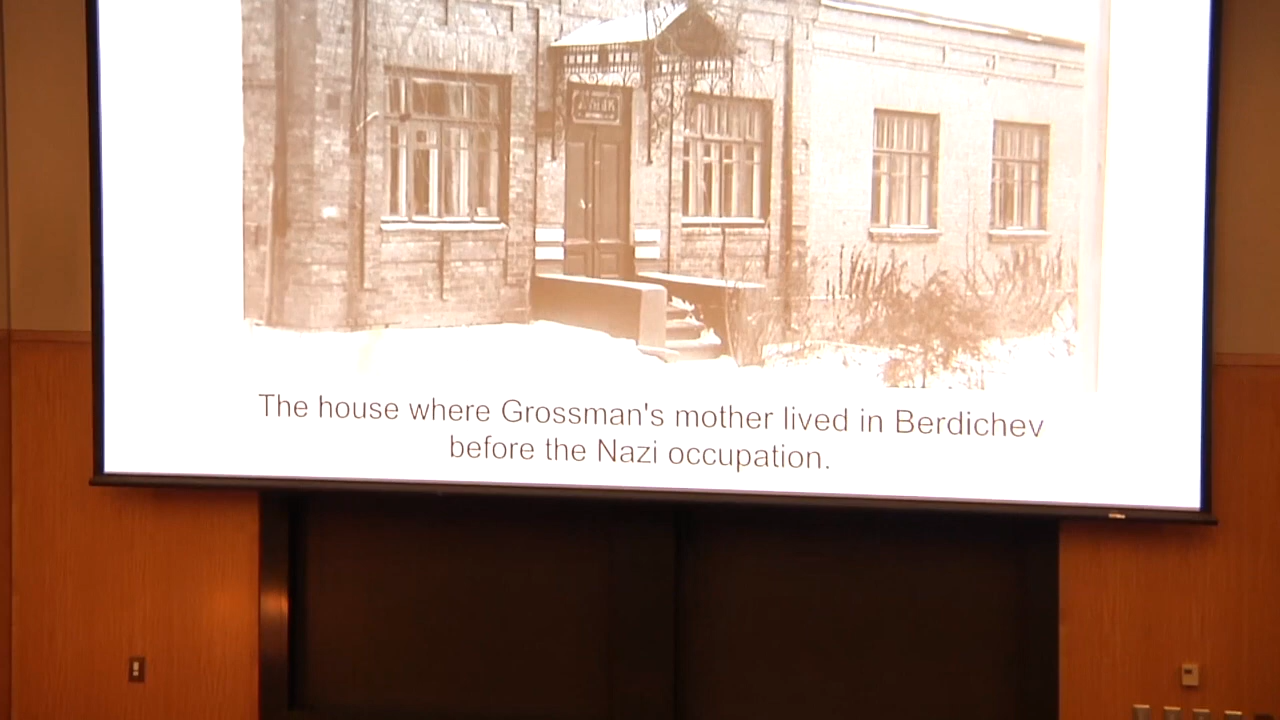 The house where Grossman's mother lived in Berdichev
before the Nazi occupation.